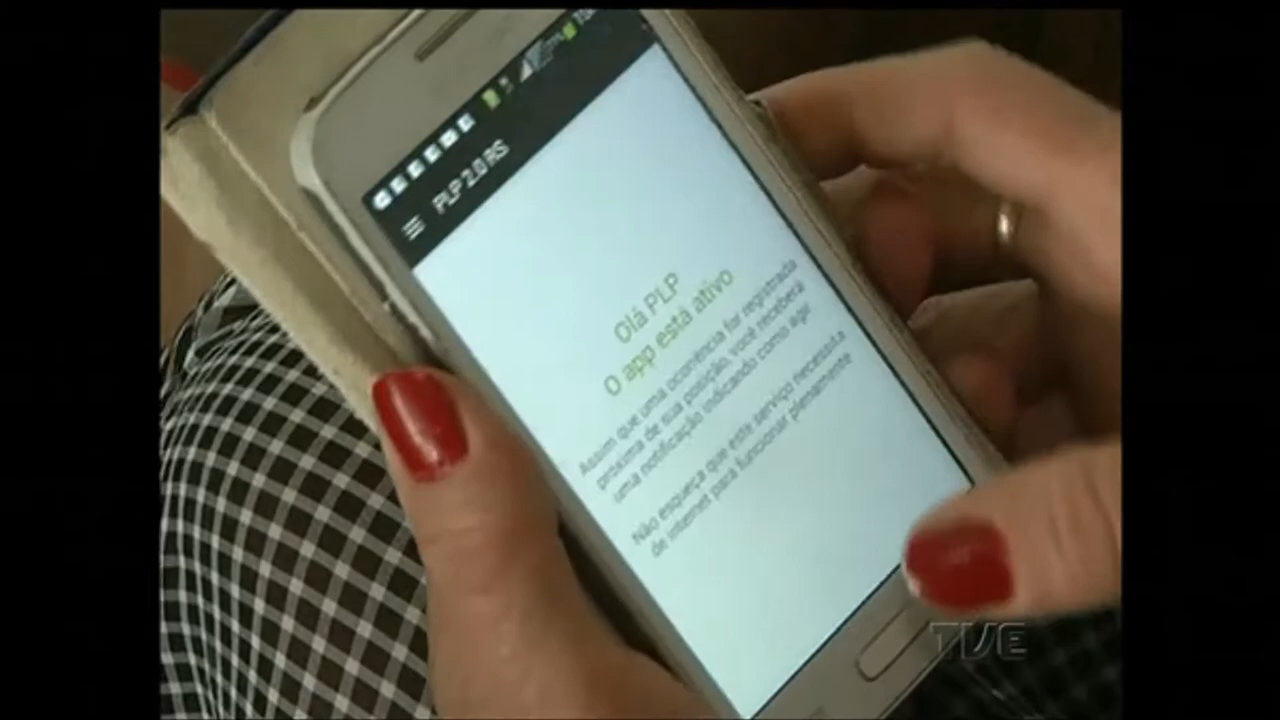 PLP 2.0 RS
Olá PLP
O app está ativo
Assim que uma ocorrência for registrada
próxima de sua posição, você receberá
uma notificação indicando como agir
Não esqueça que este serviço necessita
de internet para funcionar plenamente
TVE